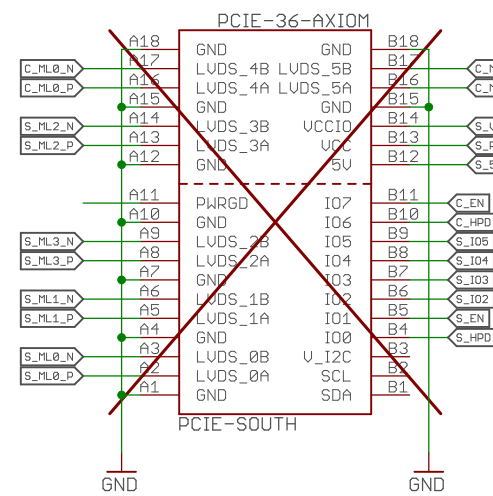 PCIE-36-AXIOM
A18 GND GND B18
C_ML0_N A17 LVDS_4B LVDS_5B B17
C_ML0_P A16 LVDS_4A LVDS_5A B16
A15 GND GND B15
S_ML2_N A14 LVDS_3B VCCIO B14
S_ML2_P A13 LVDS_3A VCC B13
A12 GND 5V B12
A11 PWRGD IO7 B11 C_EN
A10 GND IO6 B10 C_HPD
S_ML3_N A9 LVDS_2B IO5 B9 S_IO5
S_ML3_P A8 LVDS_2A IO4 B8 S_IO4
A7 GND IO3 B7 S_IO3
S_ML1_N A6 LVDS_1B IO2 B6 S_IO2
S_ML1_P A5 LVDS_1A IO1 B5 S_EN
A4 GND IO0 B4 S_HPD
S_ML0_N A3 LVDS_0B V_I2C B3
S_ML0_P A2 LVDS_0A SCL B2
A1 GND SDA B1
PCIE-SOUTH
GND GND